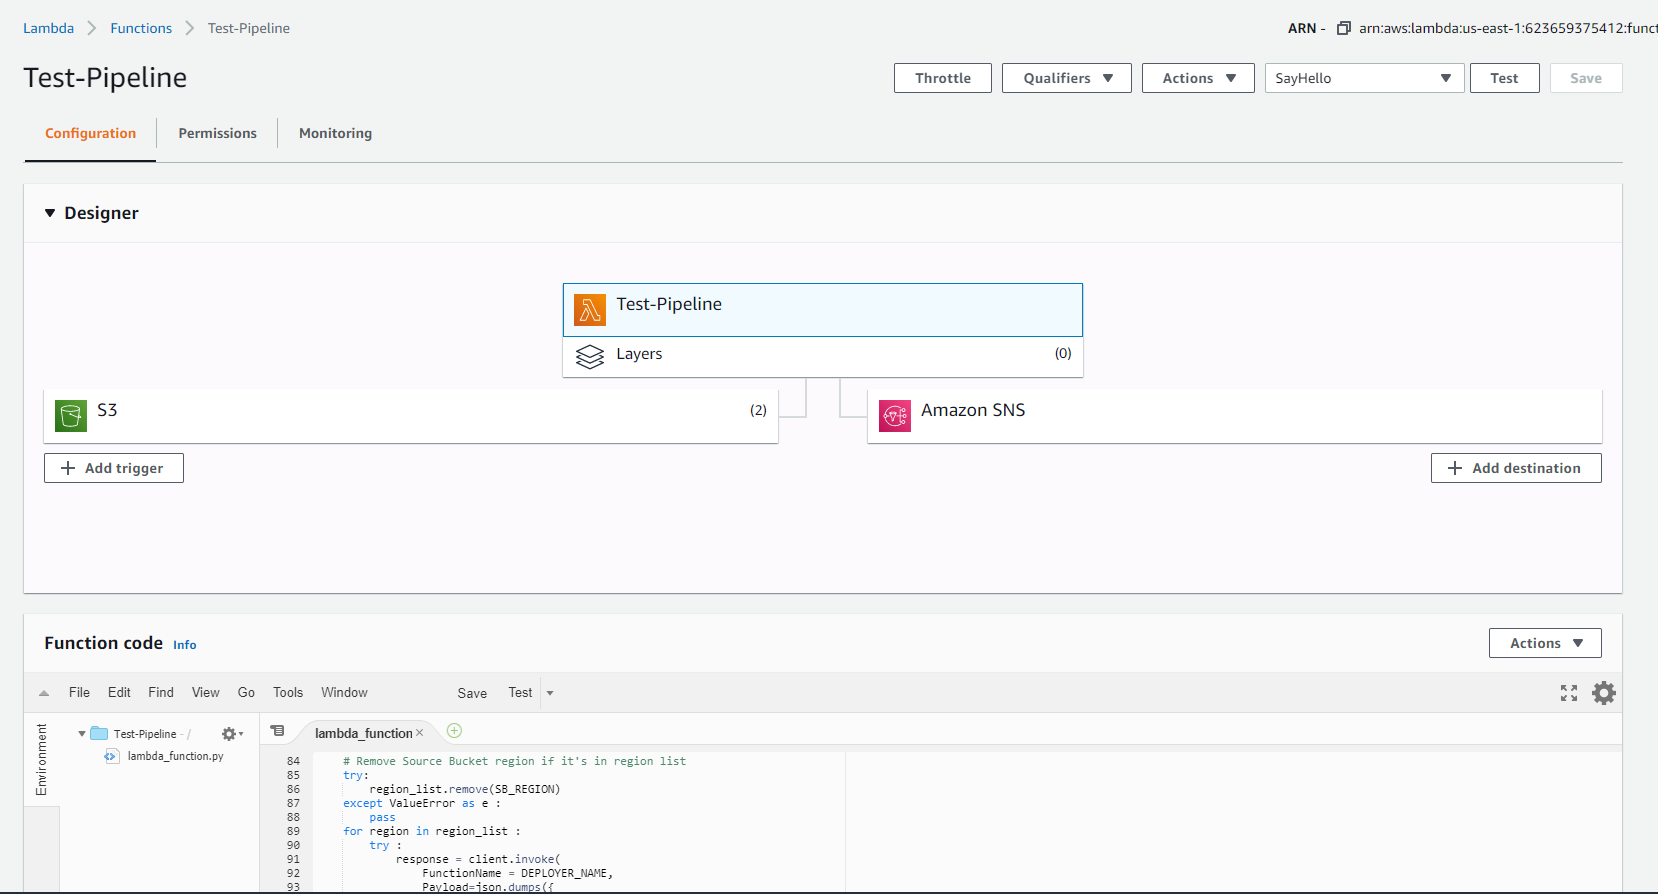 Lambda Functions Test-Pipeline
ARN - arn:aws:lambda:us-east-1:623659375412:funct
Test-Pipeline
Throttle Qualifiers Actions SayHello Test Save
Configuration Permissions Monitoring
Designer
Test-Pipeline
Layers (0)
S3 (2)
Amazon SNS
+ Add trigger
+ Add destination
Function code Info
Actions
File Edit Find View Go Tools Window Save Test
Environment
Test-Pipeline - /
lambda_function.py
lambda_function ×
84 # Remove Source Bucket region if it's in region list
85 try:
86 region_list.remove(SB_REGION)
87 except ValueError as e :
88 pass
89 for region in region_list :
90 try :
91 response = client.invoke(
92 FunctionName = DEPLOYER_NAME,
93 Payload=json.dumps({